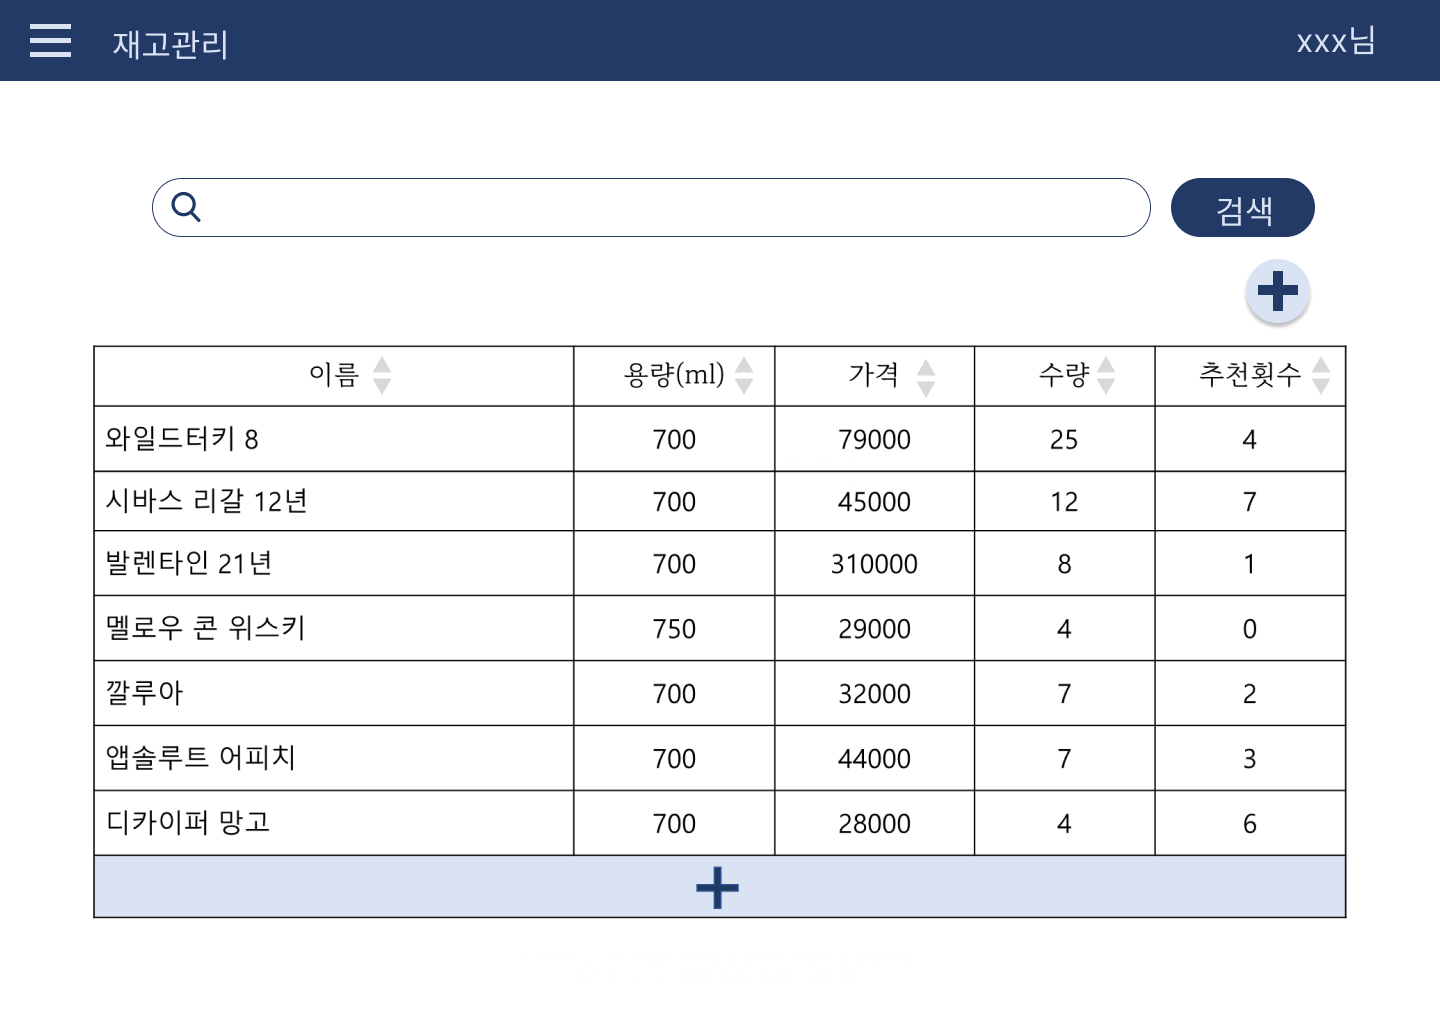 재고관리
xxx님
검색
이름 용량(ml) 가격 수량 추천횟수
와일드터키 8 700 79000 25 4
시바스 리갈 12년 700 45000 12 7
발렌타인 21년 700 310000 8 1
멜로우 콘 위스키 750 29000 4 0
깔루아 700 32000 7 2
앱솔루트 어피치 700 44000 7 3
디카이퍼 망고 700 28000 4 6